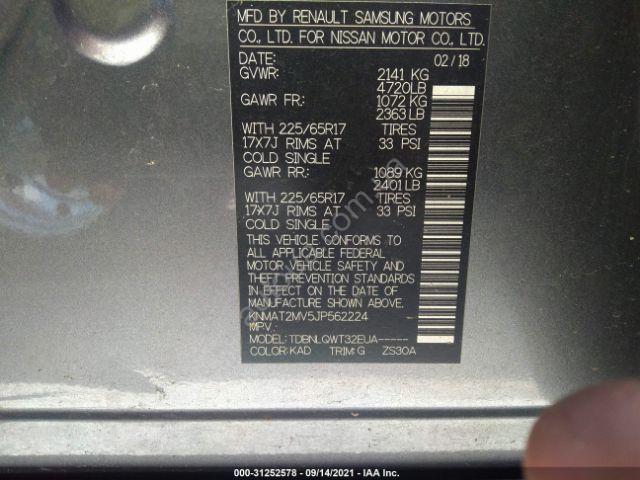 MFD BY RENAULT SAMSUNG MOTORS
CO., LTD. FOR NISSAN MOTOR CO., LTD.
DATE: 02/18
GVWR: 2141 KG
4720LB
GAWR FR: 1072 KG
2363 LB
WITH 225/65R17 TIRES
17X7J RIMS AT 33 PSI
COLD SINGLE
GAWR RR: 1089 KG
2401 LB
WITH 225/65R17 TIRES
17X7J RIMS AT 33 PSI
COLD SINGLE
THIS VEHICLE CONFORMS TO
ALL APPLICABLE FEDERAL
MOTOR VEHICLE SAFETY AND
THEFT PREVENTION STANDARDS
IN EFFECT ON THE DATE OF
MANUFACTURE SHOWN ABOVE.
KNMAT2MV5JP562224
MPV:
MODEL: TDBNLQWT32EUA-----
COLOR: KAD TRIM: G ZS30A
000-31252578 - 09/14/2021 - IAA Inc.